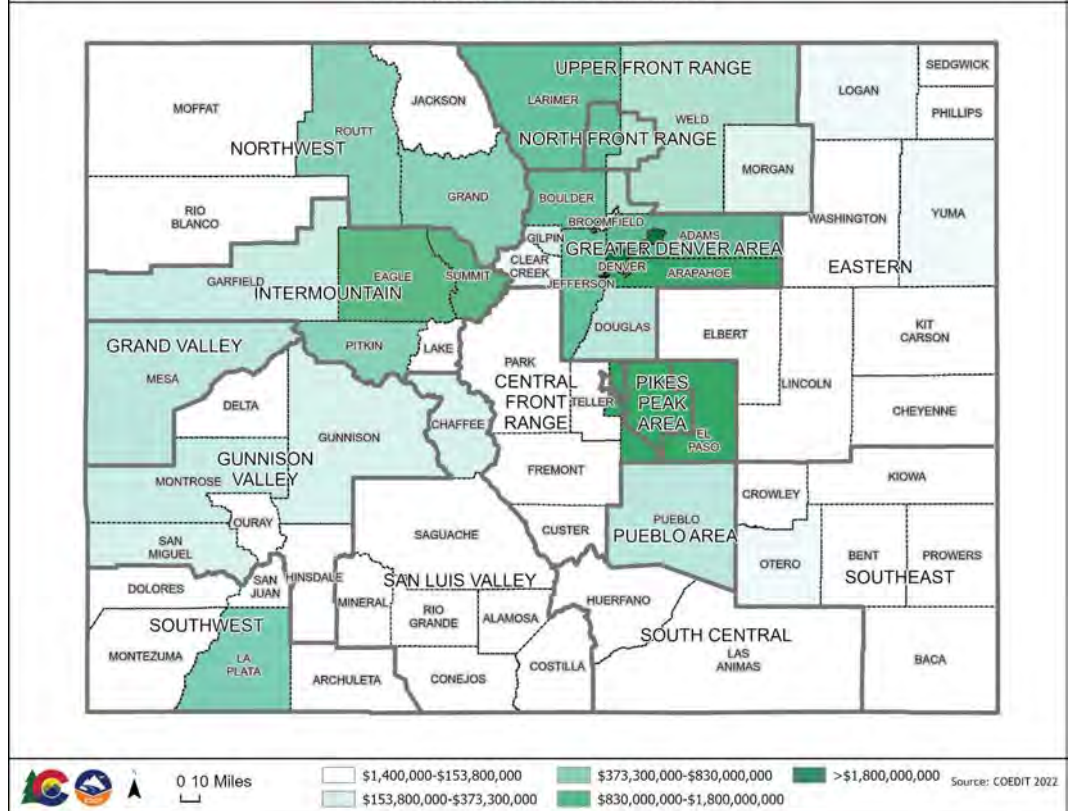 UPPER FRONT RANGE
SEDGWICK
LOGAN
JACKSON
LARIMER
MOFFAT
PHILLIPS
WELD
ROUTT
NORTH FRONT RANGE
NORTHWEST
MORGAN
GRAND
BOULDER
RIO
BLANCO
WASHINGTON
YUMA
BROOMFIELD
GILPIN
ADAMS
GREATER DENVER AREA
CLEAR
CREEK
DENVER
EASTERN
EAGLE
SUMMIT
ARAPAHOE
GARFIELD
JEFFERSON
INTERMOUNTAIN
DOUGLAS
ELBERT
KIT
CARSON
GRAND VALLEY
PITKIN
LAKE
PARK
MESA
CENTRAL
FRONT
RANGE
PIKES
PEAK
AREA
LINCOLN
TELLER
DELTA
CHEYENNE
CHAFFEE
GUNNISON
EL
PASO
GUNNISON
VALLEY
FREMONT
MONTROSE
KIOWA
CROWLEY
OURAY
PUEBLO
PUEBLO AREA
SAGUACHE
CUSTER
SAN
MIGUEL
OTERO
BENT
PROWERS
SOUTHEAST
SAN
JUAN
HINSDALE
SAN LUIS VALLEY
DOLORES
MINERAL
RIO
GRANDE
ALAMOSA
HUERFANO
SOUTHWEST
SOUTH CENTRAL
LAS
ANIMAS
MONTEZUMA
LA
PLATA
COSTILLA
BACA
ARCHULETA
CONEJOS
0 10 Miles
$1,400,000-$153,800,000
$153,800,000-$373,300,000
$373,300,000-$830,000,000
$830,000,000-$1,800,000,000
>$1,800,000,000
Source: COEDIT 2022